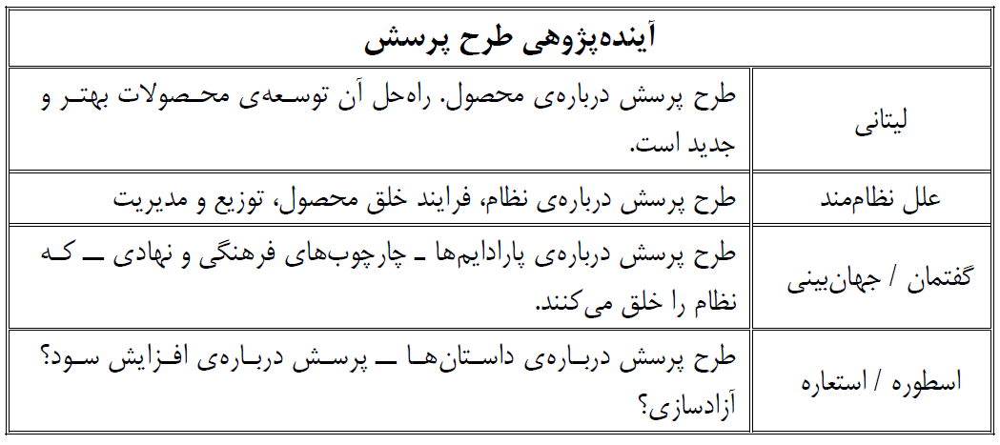 آینده‌پژوهی طرح پرسش
لیتانی
طرح پرسش درباره‌ی محصول. راه‌حل آن توسعه‌ی محصولات بهتر و
جدید است.
علل نظام‌مند
طرح پرسش درباره‌ی نظام، فرایند خلق محصول، توزیع و مدیریت
گفتمان / جهان‌بینی
طرح پرسش درباره‌ی پارادایم‌ها ـ چارچوب‌های فرهنگی و نهادی ــ که
نظام را خلق می‌کنند.
اسطوره / استعاره
طرح پرسش درباره‌ی داستان‌ها ــ پرسش درباره‌ی افزایش سود؟
آزادسازی؟